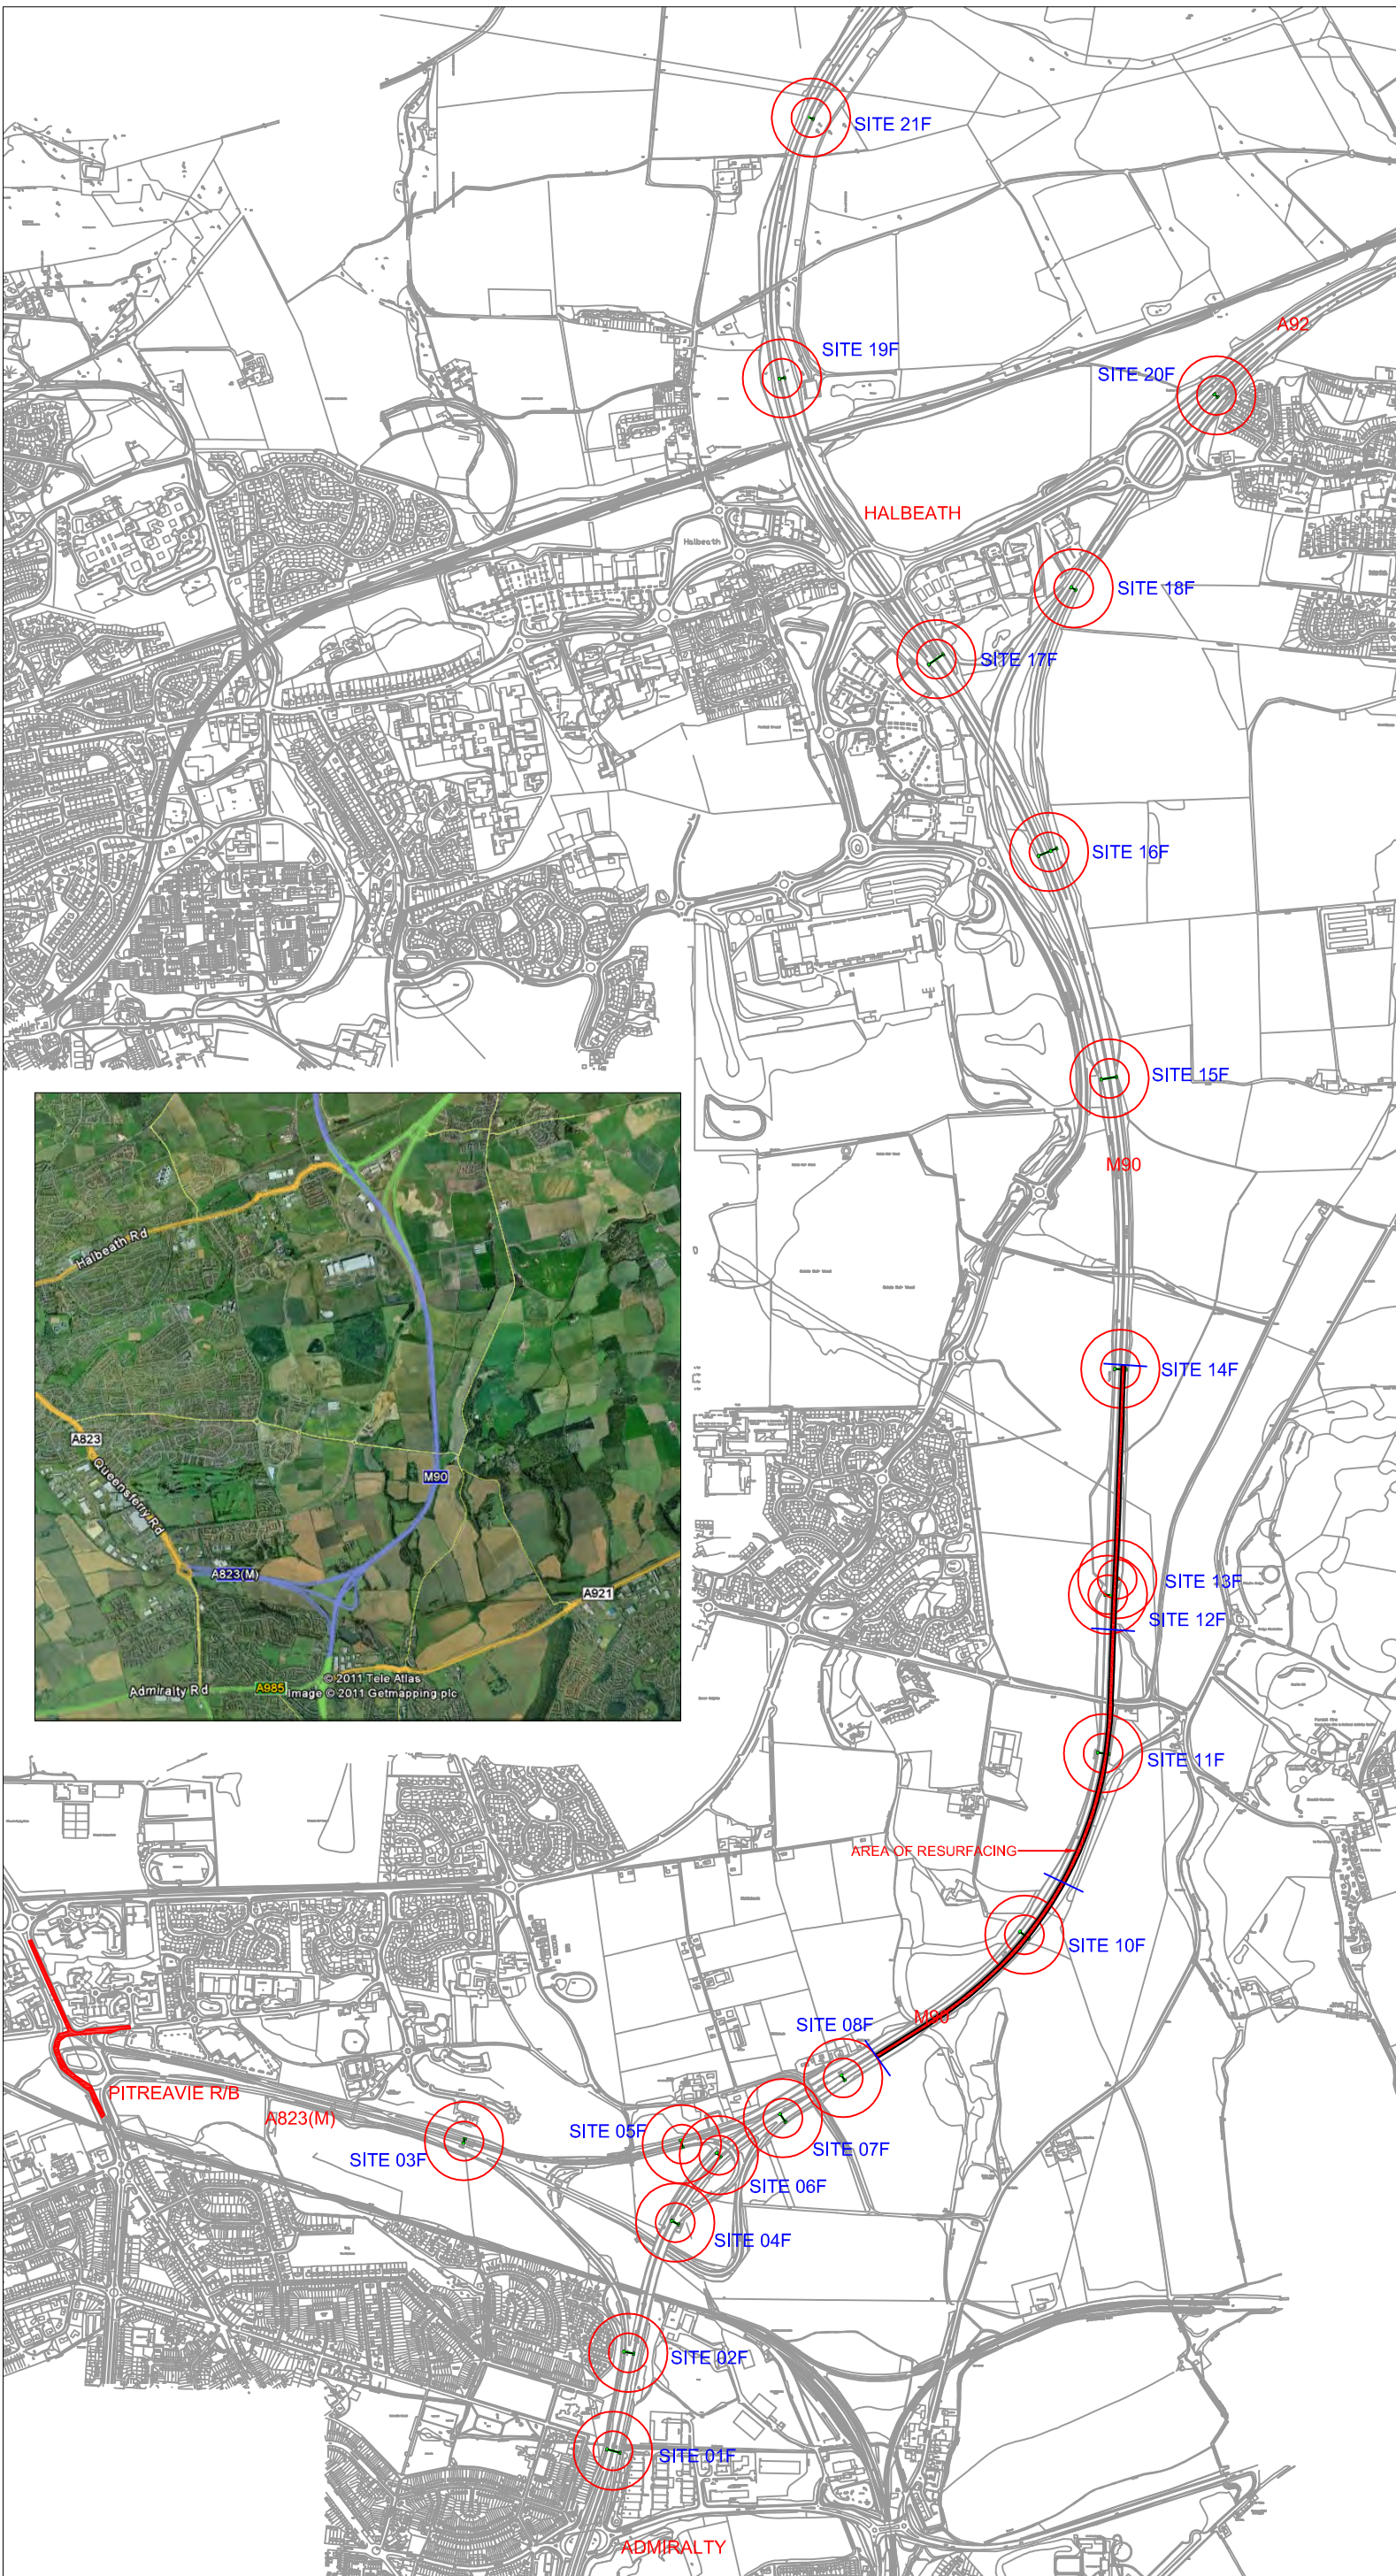 SITE 21F
A92
SITE 19F
SITE 20F
HALBEATH
Halbeath
SITE 18F
SITE 17F
SITE 16F
SITE 15F
M90
Halbeath Rd
SITE 14F
A823
Queensferry Rd
M90
A823(M)
A921
SITE 13F
SITE 12F
© 2011 Tele Atlas
Admiralty Rd
A985
Image © 2011 Getmapping plc
SITE 11F
AREA OF RESURFACING
SITE 10F
M90
SITE 08F
PITREAVIE R/B
A823(M)
SITE 05F
SITE 03F
SITE 07F
SITE 06F
SITE 04F
SITE 02F
SITE 01F
ADMIRALTY